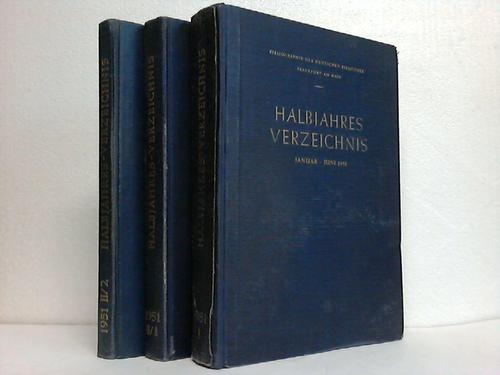 1951 II/2 HALBJAHRES-VERZEICHNIS
1951 II/1 HALBJAHRES-VERZEICHNIS
1951 I HALBJAHRES-VERZEICHNIS
BIBLIOGRAPHIE DER DEUTSCHEN BIBLIOTHEK
FRANKFURT AM MAIN
HALBJAHRES
VERZEICHNIS
JANUAR - JUNI 1951